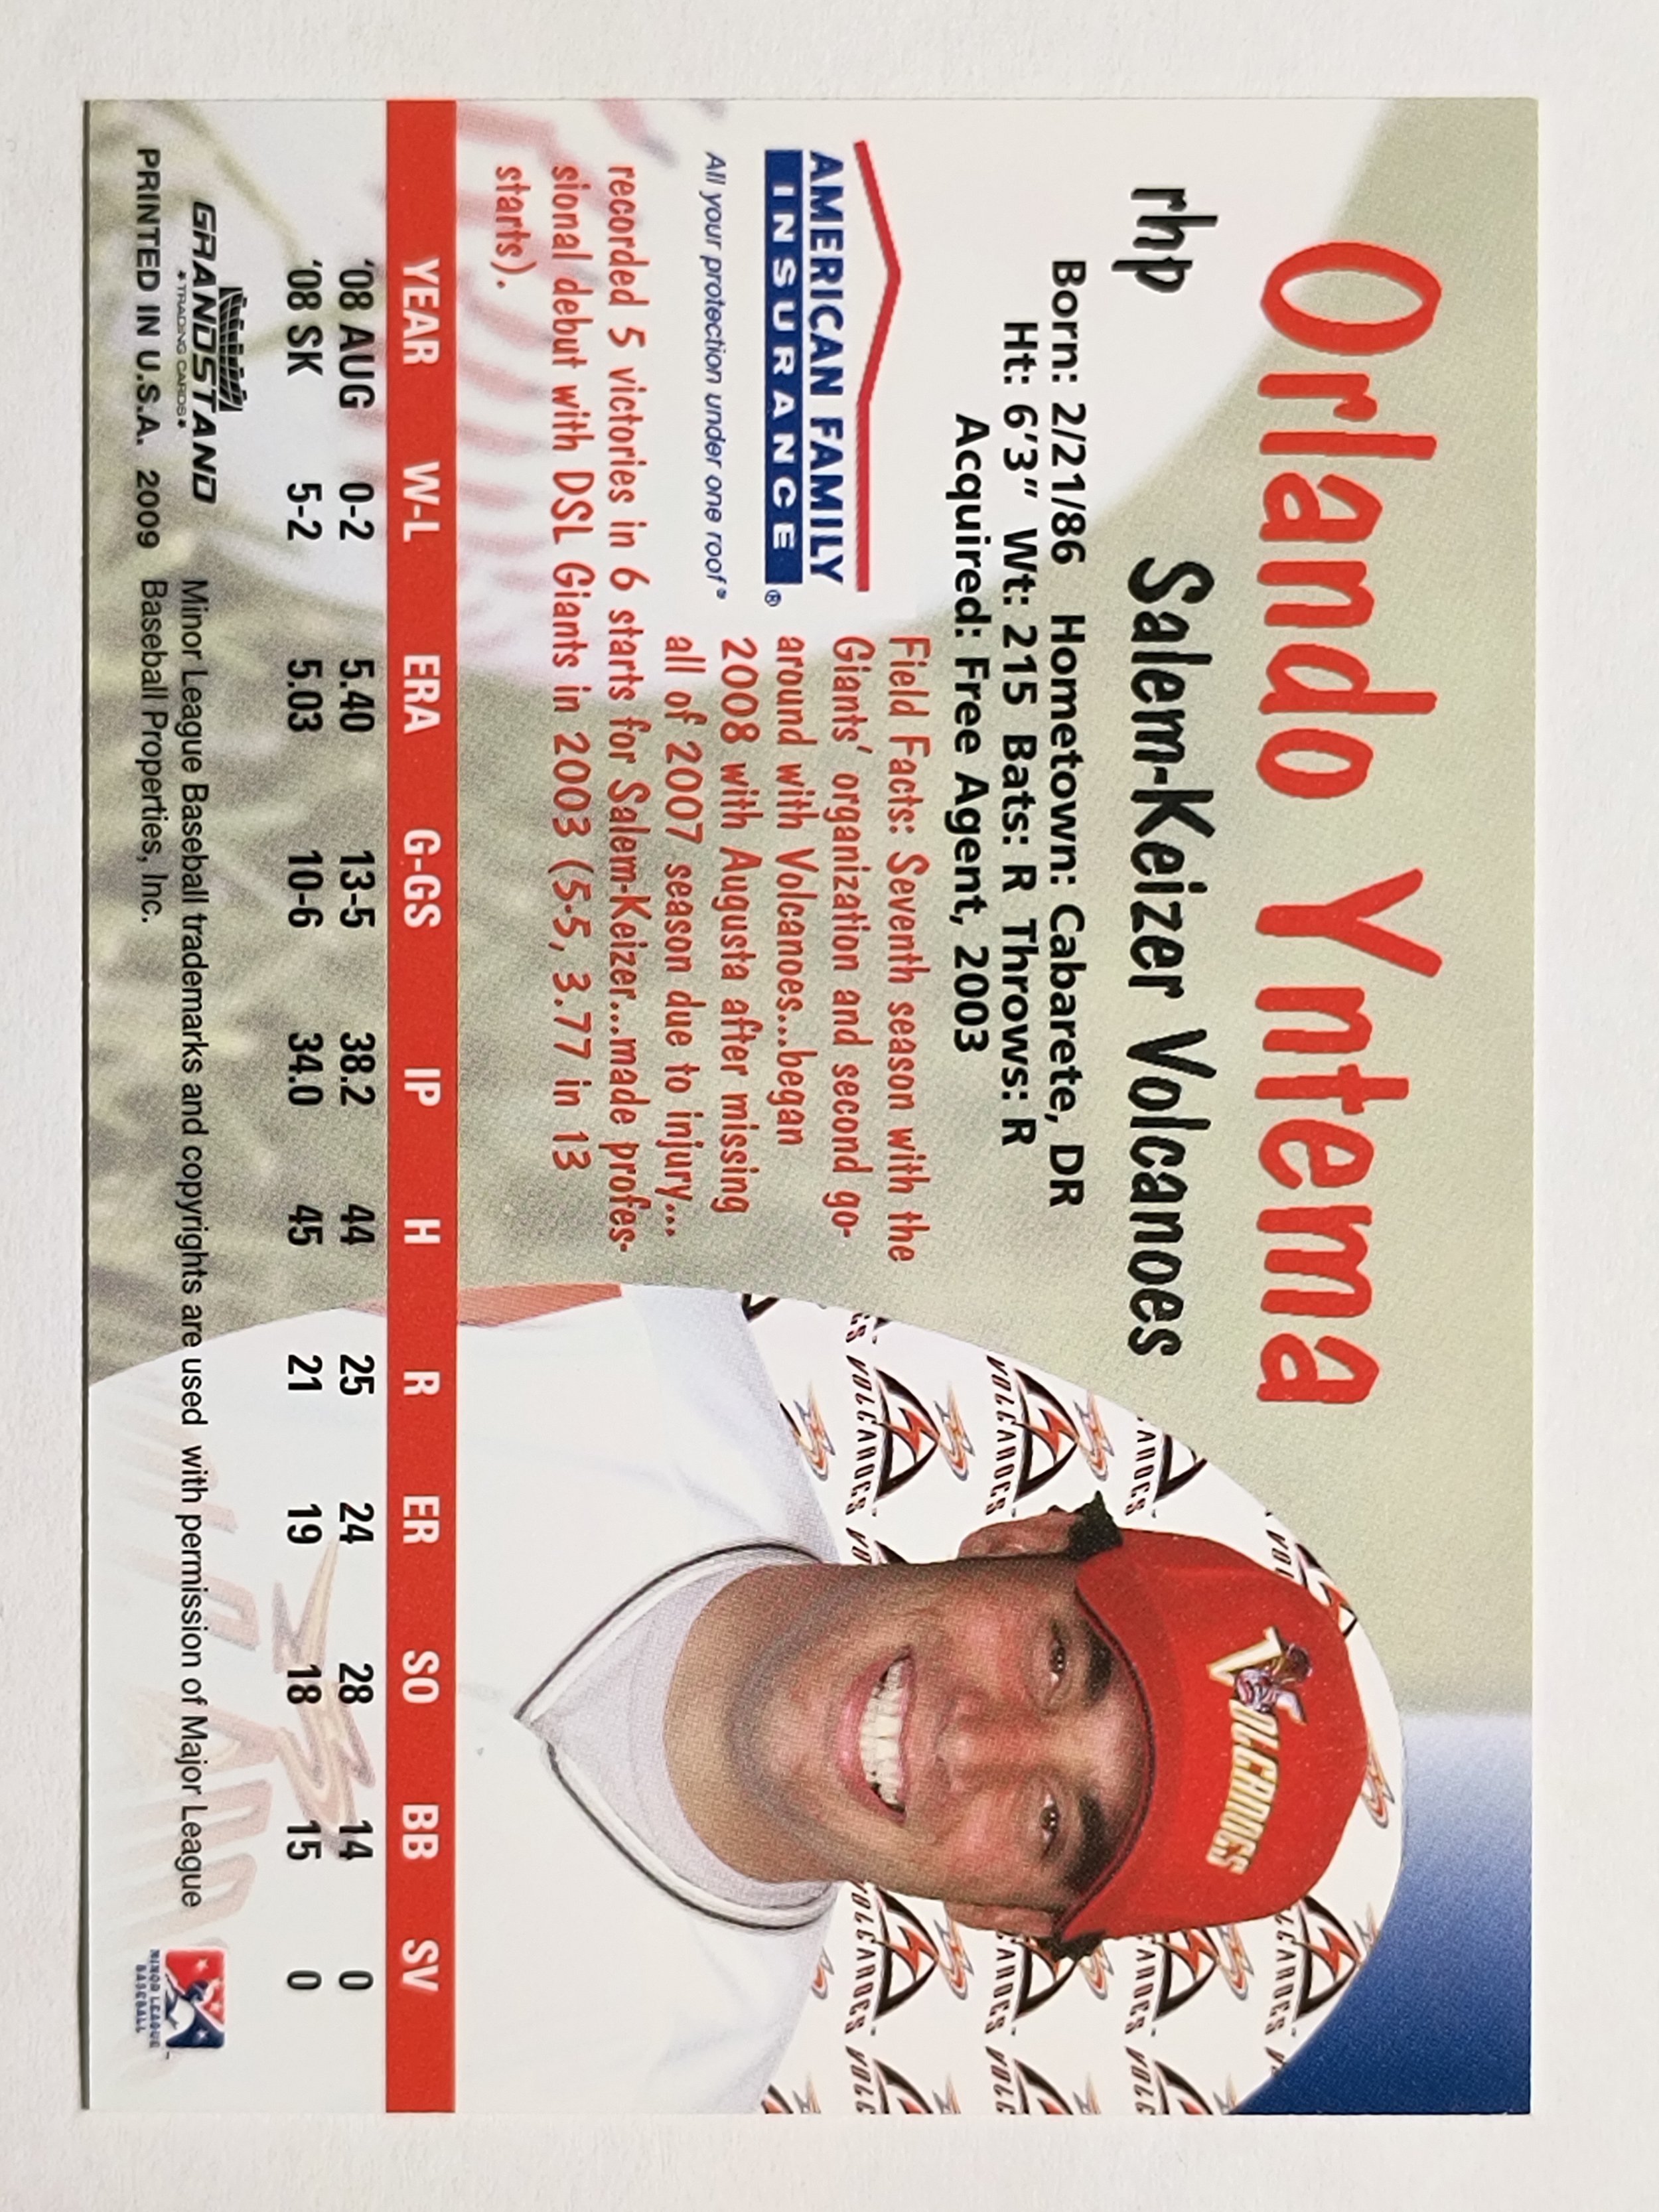 Orlando Yntema
rhp Salem-Keizer Volcanoes
Born: 2/21/86 Hometown: Cabarete, DR
Ht: 6'3" Wt: 215 Bats: R Throws: R
Acquired: Free Agent, 2003
AMERICAN FAMILY
INSURANCE®
All your protection under one roof®
Field Facts: Seventh season with the
Giants' organization and second go-
around with Volcanoes...began
2008 with Augusta after missing
all of 2007 season due to injury...
recorded 5 victories in 6 starts for Salem-Keizer...made profes-
sional debut with DSL Giants in 2003 (5-5, 3.77 in 13
starts).
VOLCANOES
VOLCANOES
VOLCANOES
YEAR W-L ERA G-GS IP H R ER SO BB SV
'08 AUG 0-2 5.40 13-5 38.2 44 25 24 28 14 0
'08 SK 5-2 5.03 10-6 34.0 45 21 19 18 15 0
GRANDSTAND
TRADING CARDS
PRINTED IN U.S.A. 2009
Minor League Baseball trademarks and copyrights are used with permission of Major League
Baseball Properties, Inc.
MINOR LEAGUE
BASEBALL